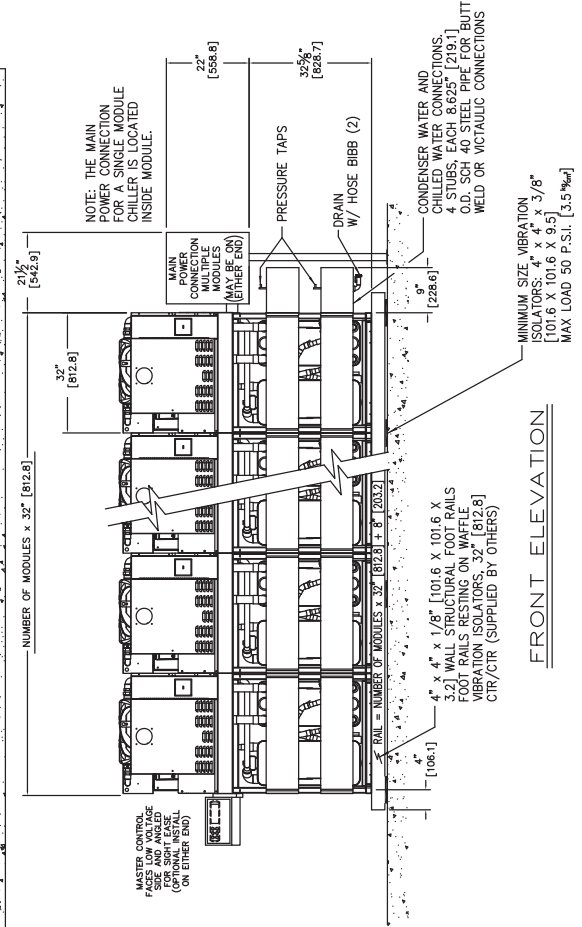 NUMBER OF MODULES x 32" [812.8]
21½"
[542.9]
32"
[812.8]
NOTE: THE MAIN
POWER CONNECTION
FOR A SINGLE MODULE
CHILLER IS LOCATED
INSIDE MODULE.
22"
[558.8]
32⅝"
[828.7]
MAIN
POWER
CONNECTION
MULTIPLE
MODULES
(MAY BE ON
EITHER END)
PRESSURE TAPS
DRAIN
W/ HOSE BIBB (2)
MASTER CONTROL
FACES LOW VOLTAGE
SIDE AND ANGLED
FOR SIGHT EASE
(OPTIONAL INSTALL
ON EITHER END)
9"
[228.6]
CONDENSER WATER AND
CHILLED WATER CONNECTIONS.
4 STUBS, EACH 8.625" [219.1]
O.D. SCH 40 STEEL PIPE FOR BUTT
WELD OR VICTAULIC CONNECTIONS
RAIL = NUMBER OF MODULES x 32" [812.8] + 8" [203.2]
4"
[106.1]
4" x 4" x 1/8" [101.6 X 101.6 X
3.2] WALL STRUCTURAL FOOT RAILS
FOOT RAILS RESTING ON WAFFLE
VIBRATION ISOLATORS, 32" [812.8]
CTR/CTR (SUPPLIED BY OTHERS)
MINIMUM SIZE VIBRATION
ISOLATORS: 4" x 4" x 3/8"
[101.6 X 101.6 X 9.5]
MAX LOAD 50 P.S.I. [3.5 kg/cm²]
FRONT ELEVATION